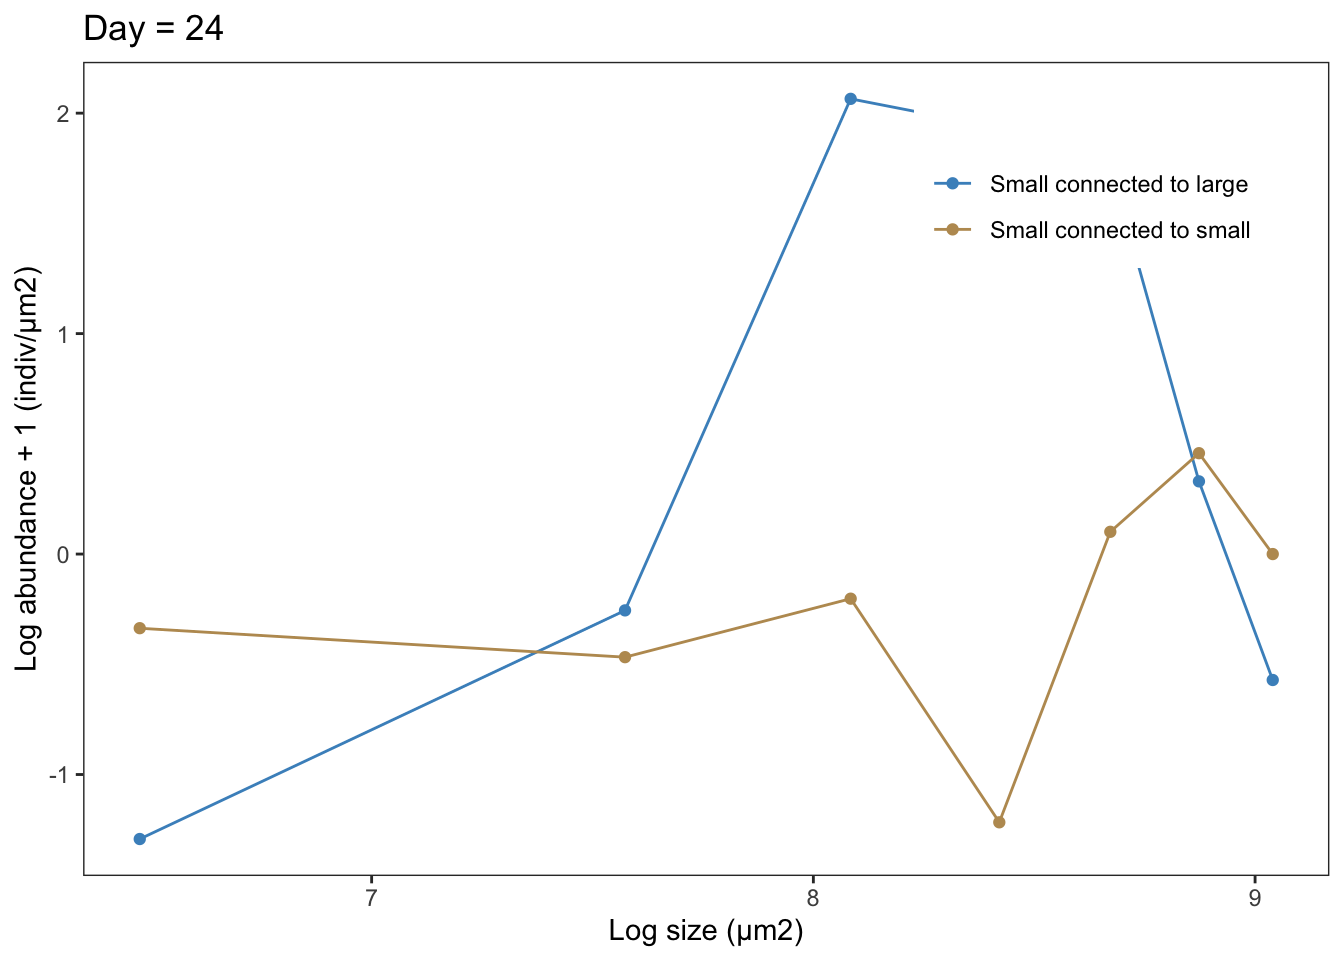 Day = 24
2
1
0
-1
Log abundance + 1 (indiv/μm2)
Small connected to large
Small connected to small
7
8
9
Log size (μm2)